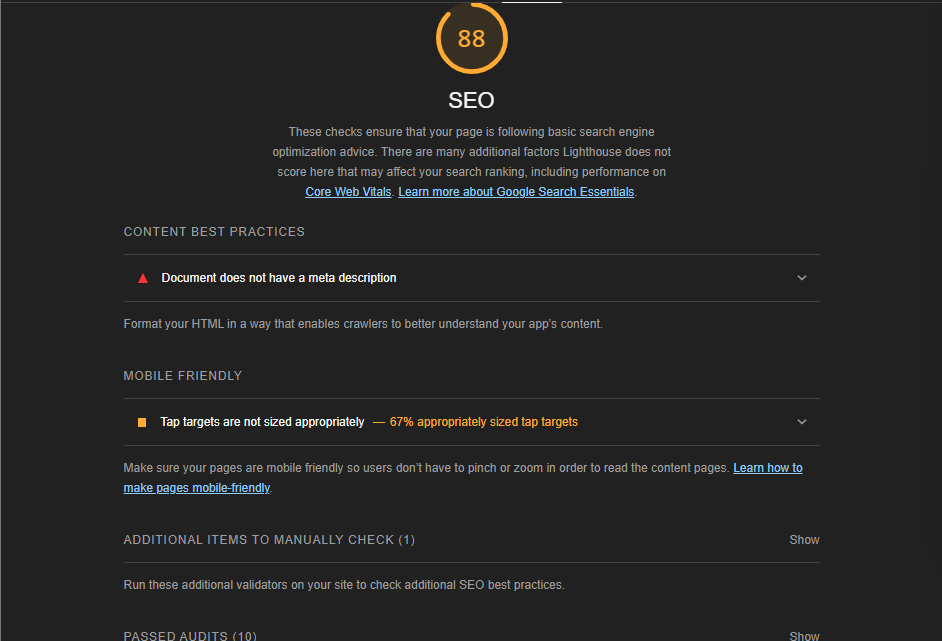 88
SEO
These checks ensure that your page is following basic search engine
optimization advice. There are many additional factors Lighthouse does not
score here that may affect your search ranking, including performance on
Core Web Vitals. Learn more about Google Search Essentials.
CONTENT BEST PRACTICES
Document does not have a meta description
Format your HTML in a way that enables crawlers to better understand your app’s content.
MOBILE FRIENDLY
Tap targets are not sized appropriately — 67% appropriately sized tap targets
Make sure your pages are mobile friendly so users don’t have to pinch or zoom in order to read the content pages. Learn how to
make pages mobile-friendly.
ADDITIONAL ITEMS TO MANUALLY CHECK (1) Show
Run these additional validators on your site to check additional SEO best practices.
PASSED AUDITS (10) Show